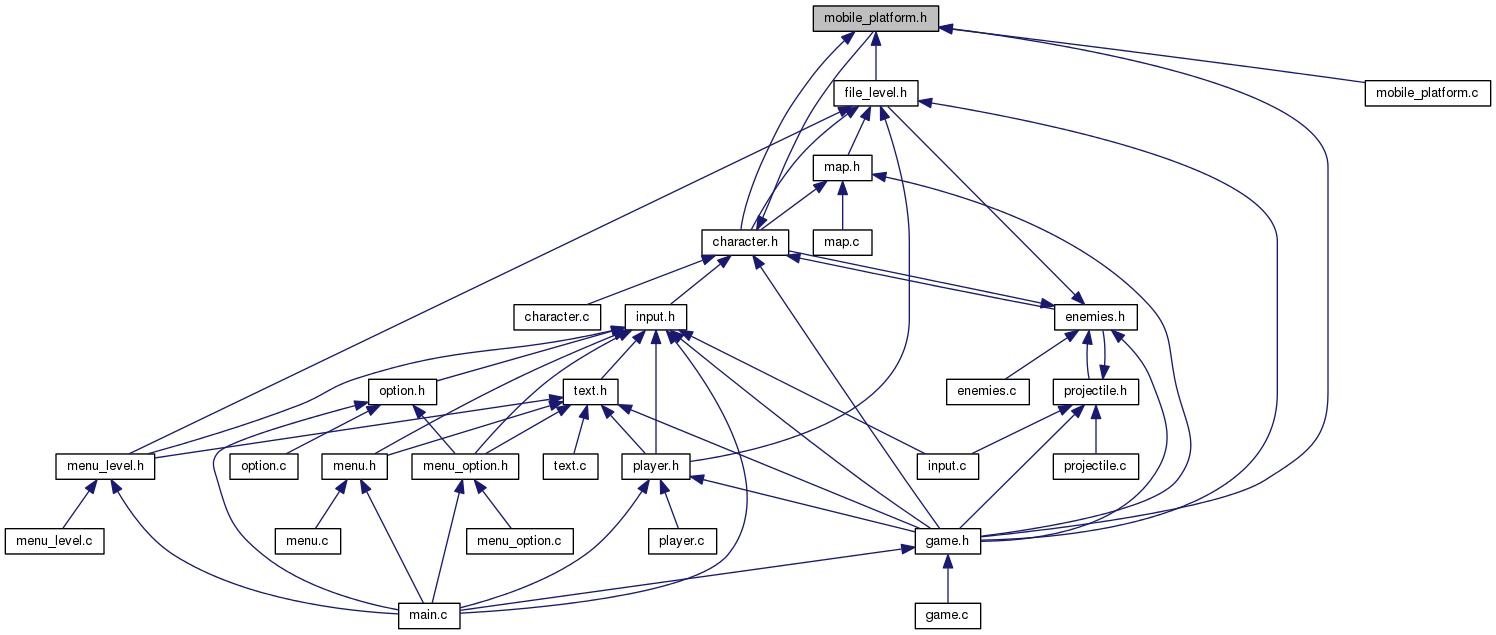 mobile_platform.h
file_level.h
mobile_platform.c
map.h
character.h
map.c
character.c
input.h
enemies.h
option.h
text.h
enemies.c
projectile.h
menu_level.h
option.c
menu.h
menu_option.h
text.c
player.h
input.c
projectile.c
menu_level.c
menu.c
menu_option.c
player.c
game.h
main.c
game.c